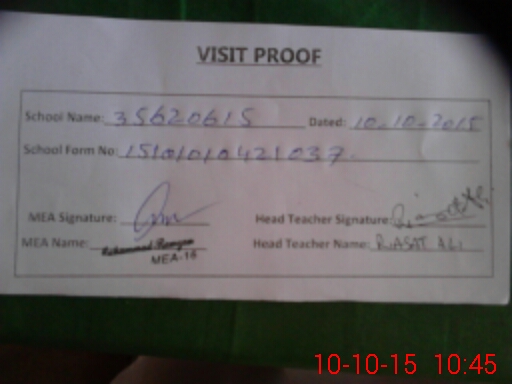 VISIT PROOF
School Name: 35620615 Dated: 10-10-2015
School Form No: 15101010421037
MEA Signature: Head Teacher Signature:
MEA Name: Head Teacher Name: RIASAT ALI
MEA-18
10-10-15 10:45